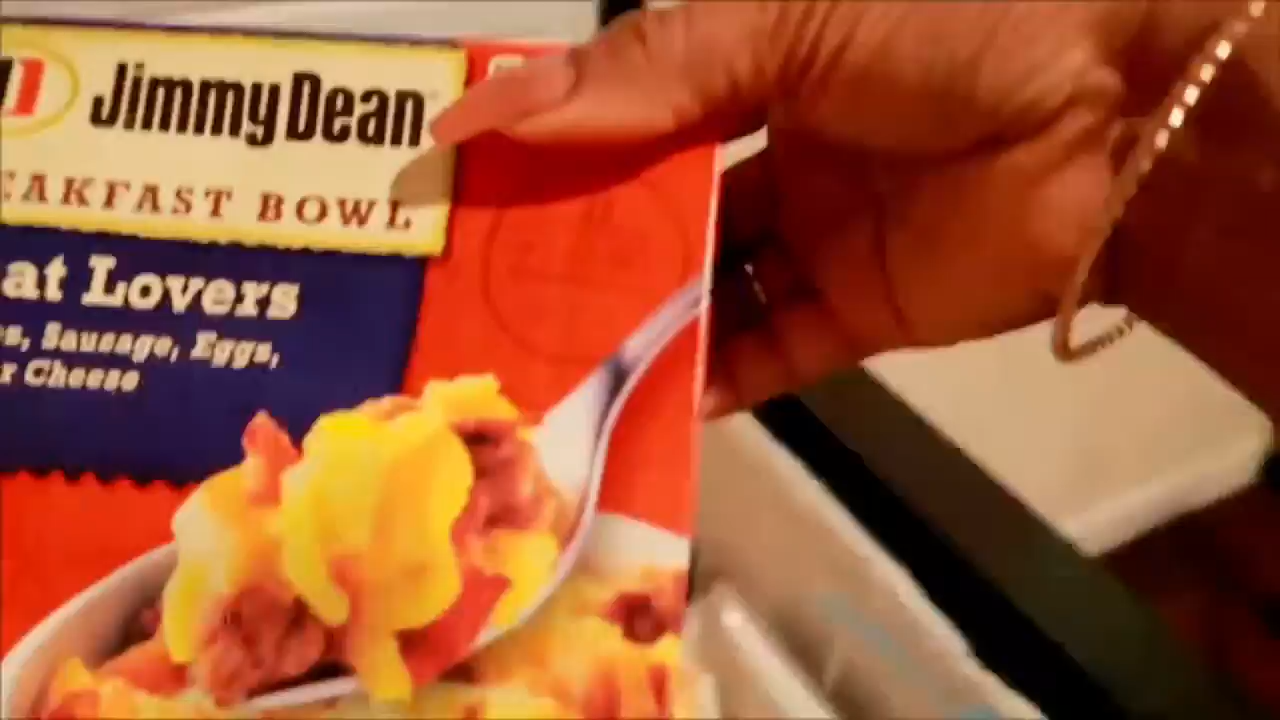 Jimmy Dean
EAKFAST BOWL
at Lovers
s, Sausage, Eggs,
r Cheese